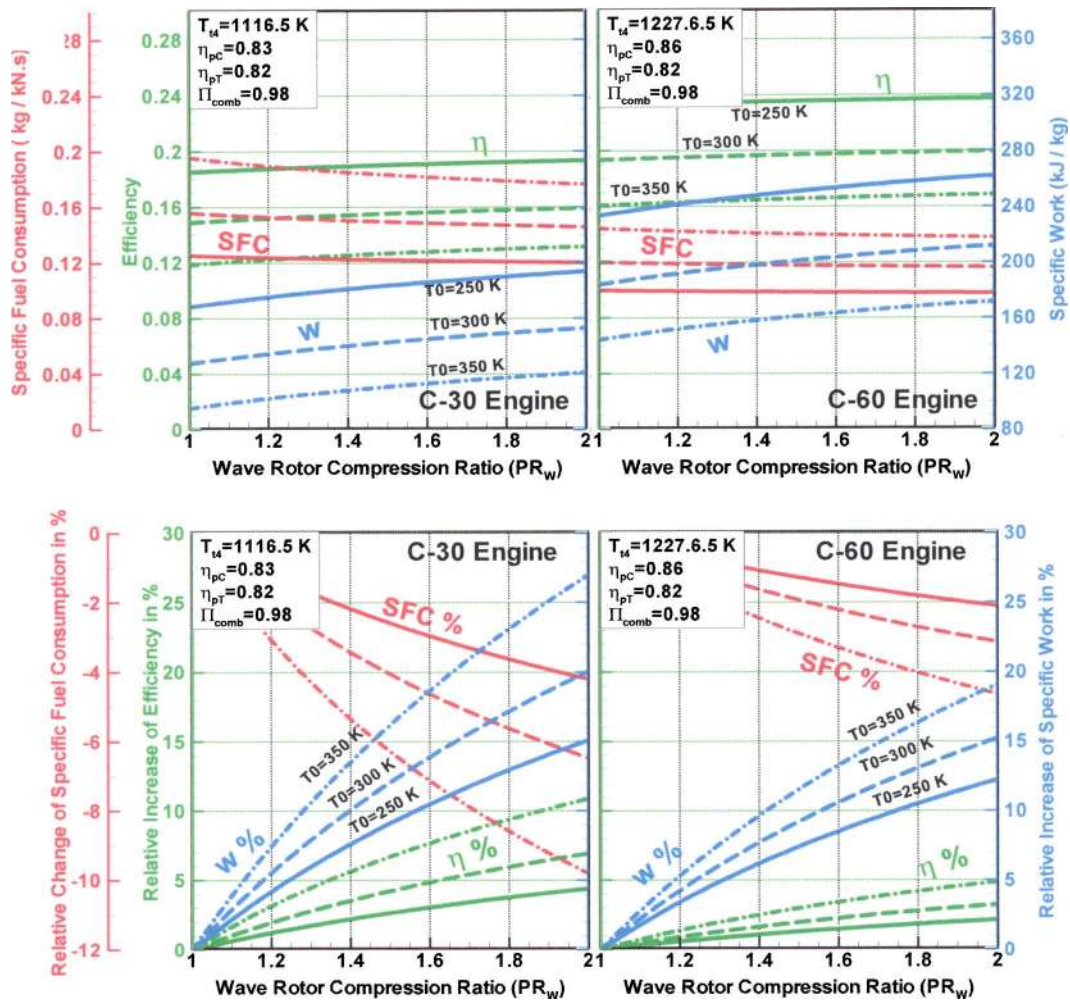 T_t4=1116.5 K
η_pC=0.83
η_pT=0.82
Π_comb=0.98
T_t4=1227.6.5 K
η_pC=0.86
η_pT=0.82
Π_comb=0.98
Specific Fuel Consumption ( kg / kN.s)
28
0.2
0.16
0.12
0.08
0.04
0
Efficiency
0.28
0.24
0.2
0.16
0.12
0.08
0.04
0
η
SFC
T0=250 K
w
T0=300 K
T0=350 K
C-30 Engine
η
T0=250 K
T0=300 K
T0=350 K
SFC
w
C-60 Engine
360
320
280
240
200
160
120
80
Specific Work (kJ / kg)
1 1.2 1.4 1.6 1.8 2
1 1.2 1.4 1.6 1.8 2
Wave Rotor Compression Ratio (PR_W)
Wave Rotor Compression Ratio (PR_W)
T_t4=1116.5 K
η_pC=0.83
η_pT=0.82
Π_comb=0.98
C-30 Engine
T_t4=1227.6.5 K
η_pC=0.86
η_pT=0.82
Π_comb=0.98
C-60 Engine
Relative Change of Specific Fuel Consumption in %
0
-2
-4
-6
-8
-10
-12
Relative Increase of Efficiency in %
30
25
20
15
10
5
0
SFC %
T0=350 K
T0=300 K
T0=250 K
w %
η %
SFC %
T0=350 K
T0=300 K
T0=250 K
w %
η %
30
25
20
15
10
5
0
Relative Increase of Specific Work in %
1 1.2 1.4 1.6 1.8 2
1 1.2 1.4 1.6 1.8 2
Wave Rotor Compression Ratio (PR_W)
Wave Rotor Compression Ratio (PR_W)